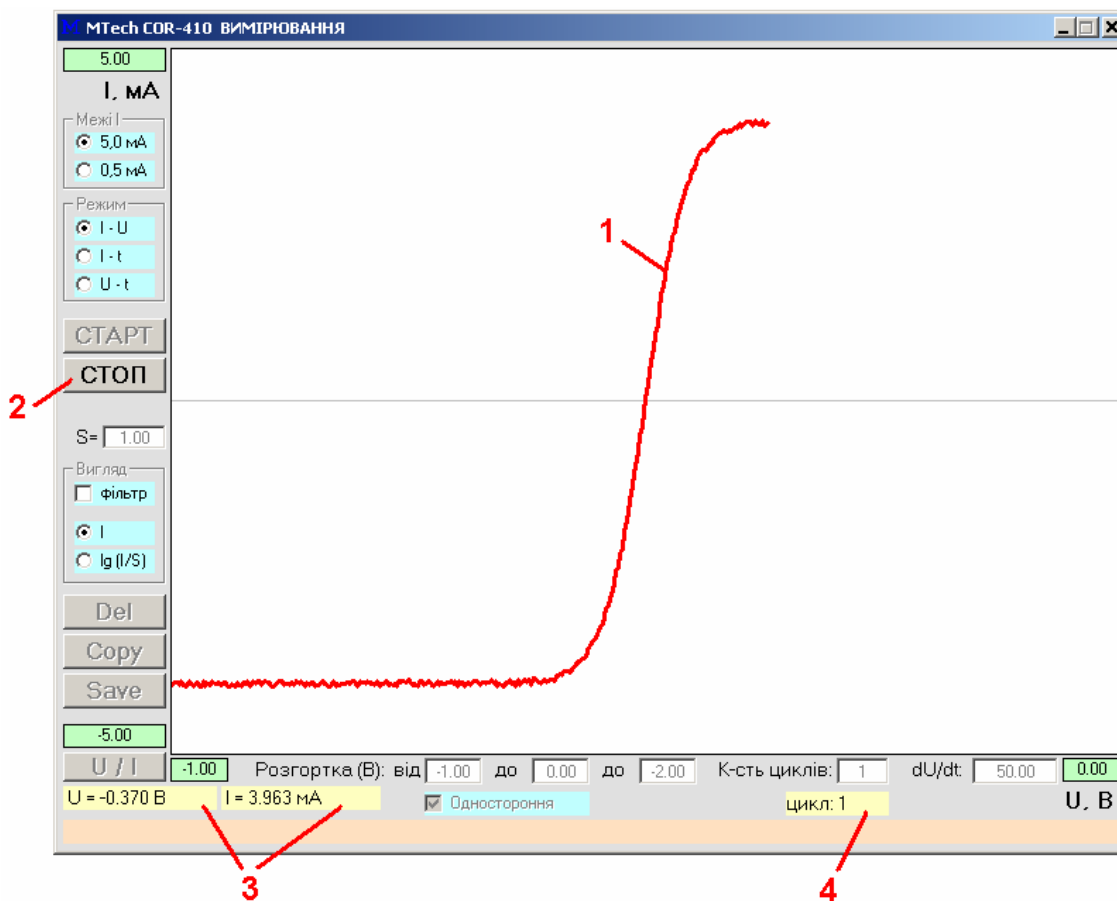 MTech COR-410 ВИМІРЮВАННЯ
5.00
I, мА
Межі I
5,0 мА
0,5 мА
Режим
I - U
I - t
U - t
1
СТАРТ
СТОП
2
S= 1.00
Вигляд
фільтр
I
lg (I/S)
Del
Copy
Save
-5.00
U / I
-1.00 Розгортка (В): від -1.00 до 0.00 до -2.00 К-сть циклів: 1 dU/dt: 50.00 0.00
U = -0.370 В I = 3.963 мА Одностороння цикл: 1 U, В
3 4